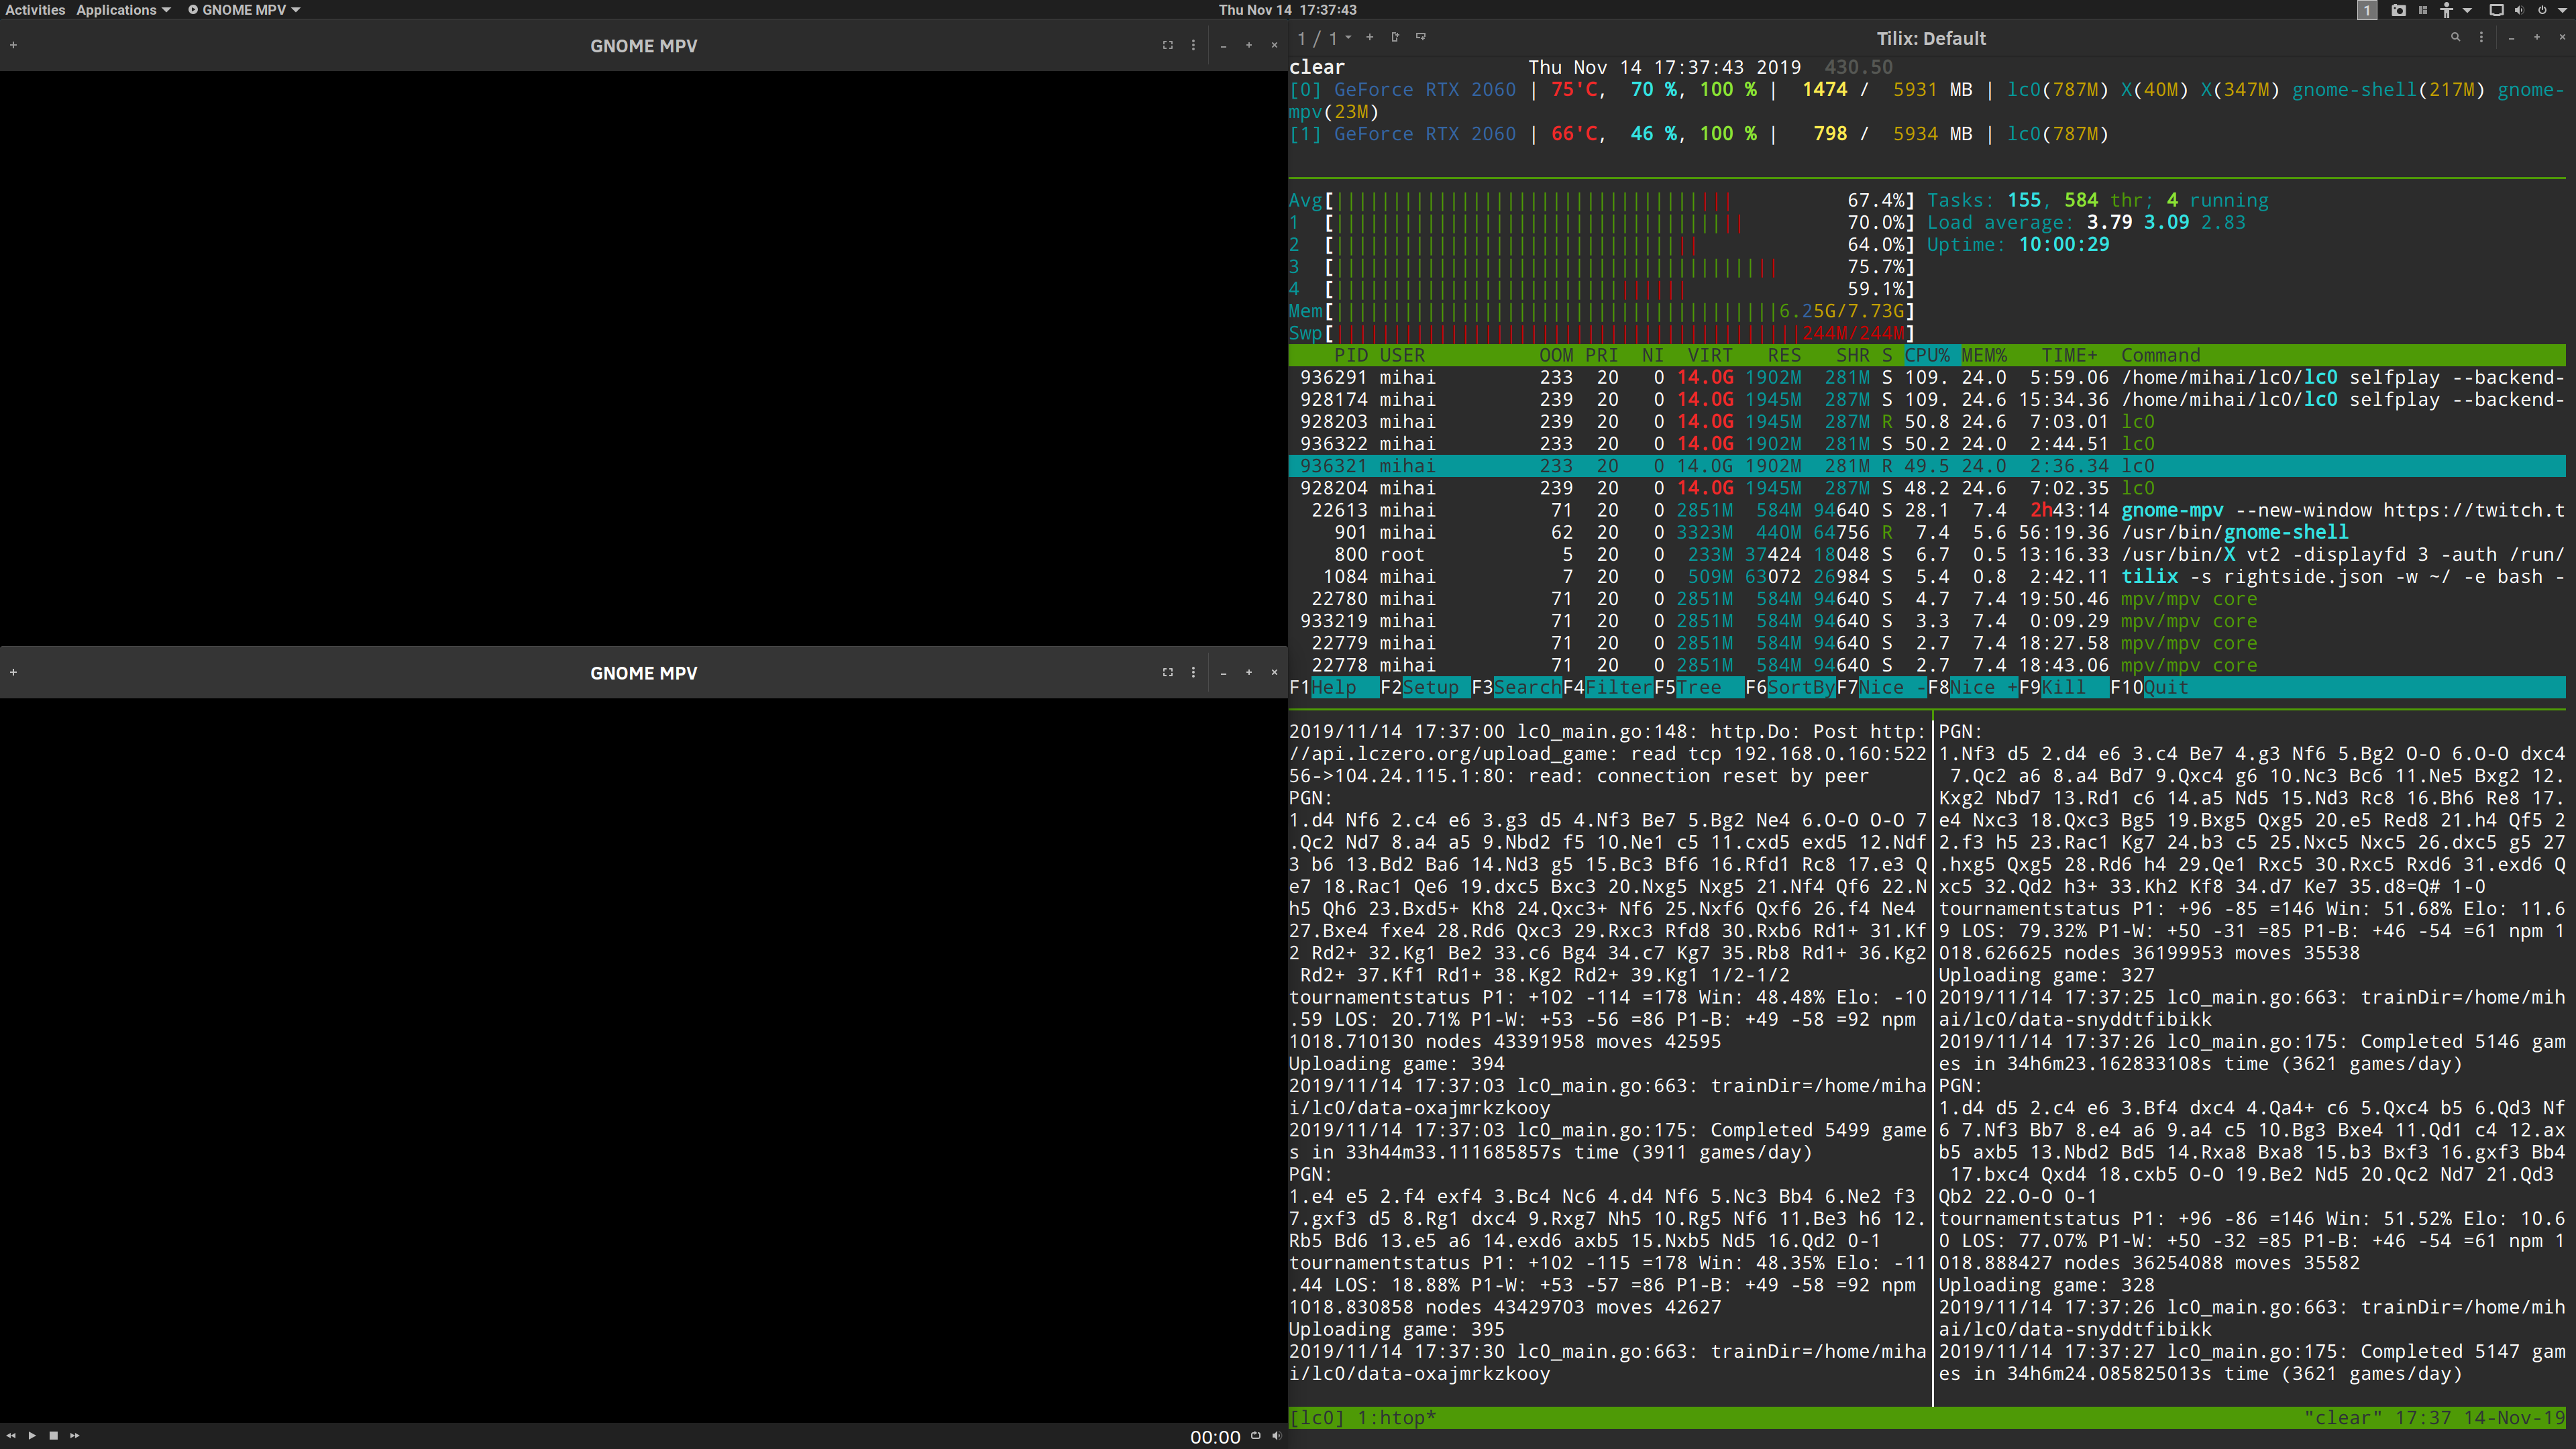 Activities Applications GNOME MPV Thu Nov 14 17:37:43 1
GNOME MPV
GNOME MPV
00:00
1 / 1 Tilix: Default
clear Thu Nov 14 17:37:43 2019 430.50
[0] GeForce RTX 2060 | 75'C, 70 %, 100 % | 1474 / 5931 MB | lc0(787M) X(40M) X(347M) gnome-shell(217M) gnome-
mpv(23M)
[1] GeForce RTX 2060 | 66'C, 46 %, 100 % | 798 / 5934 MB | lc0(787M)
Avg[ 67.4%] Tasks: 155, 584 thr; 4 running
1 [ 70.0%] Load average: 3.79 3.09 2.83
2 [ 64.0%] Uptime: 10:00:29
3 [ 75.7%]
4 [ 59.1%]
Mem[ 6.25G/7.73G]
Swp[ 244M/244M]
PID USER OOM PRI NI VIRT RES SHR S CPU% MEM% TIME+ Command
936291 mihai 233 20 0 14.0G 1902M 281M S 109. 24.0 5:59.06 /home/mihai/lc0/lc0 selfplay --backend-
928174 mihai 239 20 0 14.0G 1945M 287M S 109. 24.6 15:34.36 /home/mihai/lc0/lc0 selfplay --backend-
928203 mihai 239 20 0 14.0G 1945M 287M R 50.8 24.6 7:03.01 lc0
936322 mihai 233 20 0 14.0G 1902M 281M S 50.2 24.0 2:44.51 lc0
936321 mihai 233 20 0 14.0G 1902M 281M R 49.5 24.0 2:36.34 lc0
928204 mihai 239 20 0 14.0G 1945M 287M S 48.2 24.6 7:02.35 lc0
22613 mihai 71 20 0 2851M 584M 94640 S 28.1 7.4 2h43:14 gnome-mpv --new-window https://twitch.t
901 mihai 62 20 0 3323M 440M 64756 R 7.4 5.6 56:19.36 /usr/bin/gnome-shell
800 root 5 20 0 233M 37424 18048 S 6.7 0.5 13:16.33 /usr/bin/X vt2 -displayfd 3 -auth /run/
1084 mihai 7 20 0 509M 63072 26984 S 5.4 0.8 2:42.11 tilix -s rightside.json -w ~/ -e bash -
22780 mihai 71 20 0 2851M 584M 94640 S 4.7 7.4 19:50.46 mpv/mpv core
933219 mihai 71 20 0 2851M 584M 94640 S 3.3 7.4 0:09.29 mpv/mpv core
22779 mihai 71 20 0 2851M 584M 94640 S 2.7 7.4 18:27.58 mpv/mpv core
22778 mihai 71 20 0 2851M 584M 94640 S 2.7 7.4 18:43.06 mpv/mpv core
F1Help F2Setup F3SearchF4FilterF5Tree F6SortByF7Nice -F8Nice +F9Kill F10Quit
2019/11/14 17:37:00 lc0_main.go:148: http.Do: Post http:
//api.lczero.org/upload_game: read tcp 192.168.0.160:522
56->104.24.115.1:80: read: connection reset by peer
PGN:
1.d4 Nf6 2.c4 e6 3.g3 d5 4.Nf3 Be7 5.Bg2 Ne4 6.O-O O-O 7
.Qc2 Nd7 8.a4 a5 9.Nbd2 f5 10.Ne1 c5 11.cxd5 exd5 12.Ndf
3 b6 13.Bd2 Ba6 14.Nd3 g5 15.Bc3 Bf6 16.Rfd1 Rc8 17.e3 Q
e7 18.Rac1 Qe6 19.dxc5 Bxc3 20.Nxg5 Nxg5 21.Nf4 Qf6 22.N
h5 Qh6 23.Bxd5+ Kh8 24.Qxc3+ Nf6 25.Nxf6 Qxf6 26.f4 Ne4
27.Bxe4 fxe4 28.Rd6 Qxc3 29.Rxc3 Rfd8 30.Rxb6 Rd1+ 31.Kf
2 Rd2+ 32.Kg1 Be2 33.c6 Bg4 34.c7 Kg7 35.Rb8 Rd1+ 36.Kg2
Rd2+ 37.Kf1 Rd1+ 38.Kg2 Rd2+ 39.Kg1 1/2-1/2
tournamentstatus P1: +102 -114 =178 Win: 48.48% Elo: -10
.59 LOS: 20.71% P1-W: +53 -56 =86 P1-B: +49 -58 =92 npm
1018.710130 nodes 43391958 moves 42595
Uploading game: 394
2019/11/14 17:37:03 lc0_main.go:663: trainDir=/home/miha
i/lc0/data-oxajmrkzkooy
2019/11/14 17:37:03 lc0_main.go:175: Completed 5499 game
s in 33h44m33.111685857s time (3911 games/day)
PGN:
1.e4 e5 2.f4 exf4 3.Bc4 Nc6 4.d4 Nf6 5.Nc3 Bb4 6.Ne2 f3
7.gxf3 d5 8.Rg1 dxc4 9.Rxg7 Nh5 10.Rg5 Nf6 11.Be3 h6 12.
Rb5 Bd6 13.e5 a6 14.exd6 axb5 15.Nxb5 Nd5 16.Qd2 0-1
tournamentstatus P1: +102 -115 =178 Win: 48.35% Elo: -11
.44 LOS: 18.88% P1-W: +53 -57 =86 P1-B: +49 -58 =92 npm
1018.830858 nodes 43429703 moves 42627
Uploading game: 395
2019/11/14 17:37:30 lc0_main.go:663: trainDir=/home/miha
i/lc0/data-oxajmrkzkooy
PGN:
1.Nf3 d5 2.d4 e6 3.c4 Be7 4.g3 Nf6 5.Bg2 O-O 6.O-O dxc4
7.Qc2 a6 8.a4 Bd7 9.Qxc4 g6 10.Nc3 Bc6 11.Ne5 Bxg2 12.
Kxg2 Nbd7 13.Rd1 c6 14.a5 Nd5 15.Nd3 Rc8 16.Bh6 Re8 17.
e4 Nxc3 18.Qxc3 Bg5 19.Bxg5 Qxg5 20.e5 Red8 21.h4 Qf5 2
2.f3 h5 23.Rac1 Kg7 24.b3 c5 25.Nxc5 Nxc5 26.dxc5 g5 27
.hxg5 Qxg5 28.Rd6 h4 29.Qe1 Rxc5 30.Rxc5 Rxd6 31.exd6 Q
xc5 32.Qd2 h3+ 33.Kh2 Kf8 34.d7 Ke7 35.d8=Q# 1-0
tournamentstatus P1: +96 -85 =146 Win: 51.68% Elo: 11.6
9 LOS: 79.32% P1-W: +50 -31 =85 P1-B: +46 -54 =61 npm 1
018.626625 nodes 36199953 moves 35538
Uploading game: 327
2019/11/14 17:37:25 lc0_main.go:663: trainDir=/home/mih
ai/lc0/data-snyddtfibikk
2019/11/14 17:37:26 lc0_main.go:175: Completed 5146 gam
es in 34h6m23.162833108s time (3621 games/day)
PGN:
1.d4 d5 2.c4 e6 3.Bf4 dxc4 4.Qa4+ c6 5.Qxc4 b5 6.Qd3 Nf
6 7.Nf3 Bb7 8.e4 a6 9.a4 c5 10.Bg3 Bxe4 11.Qd1 c4 12.ax
b5 axb5 13.Nbd2 Bd5 14.Rxa8 Bxa8 15.b3 Bxf3 16.gxf3 Bb4
17.bxc4 Qxd4 18.cxb5 O-O 19.Be2 Nd5 20.Qc2 Nd7 21.Qd3
Qb2 22.O-O 0-1
tournamentstatus P1: +96 -86 =146 Win: 51.52% Elo: 10.6
0 LOS: 77.07% P1-W: +50 -32 =85 P1-B: +46 -54 =61 npm 1
018.888427 nodes 36254088 moves 35582
Uploading game: 328
2019/11/14 17:37:26 lc0_main.go:663: trainDir=/home/mih
ai/lc0/data-snyddtfibikk
2019/11/14 17:37:27 lc0_main.go:175: Completed 5147 gam
es in 34h6m24.085825013s time (3621 games/day)
[lc0] 1:htop* "clear" 17:37 14-Nov-19